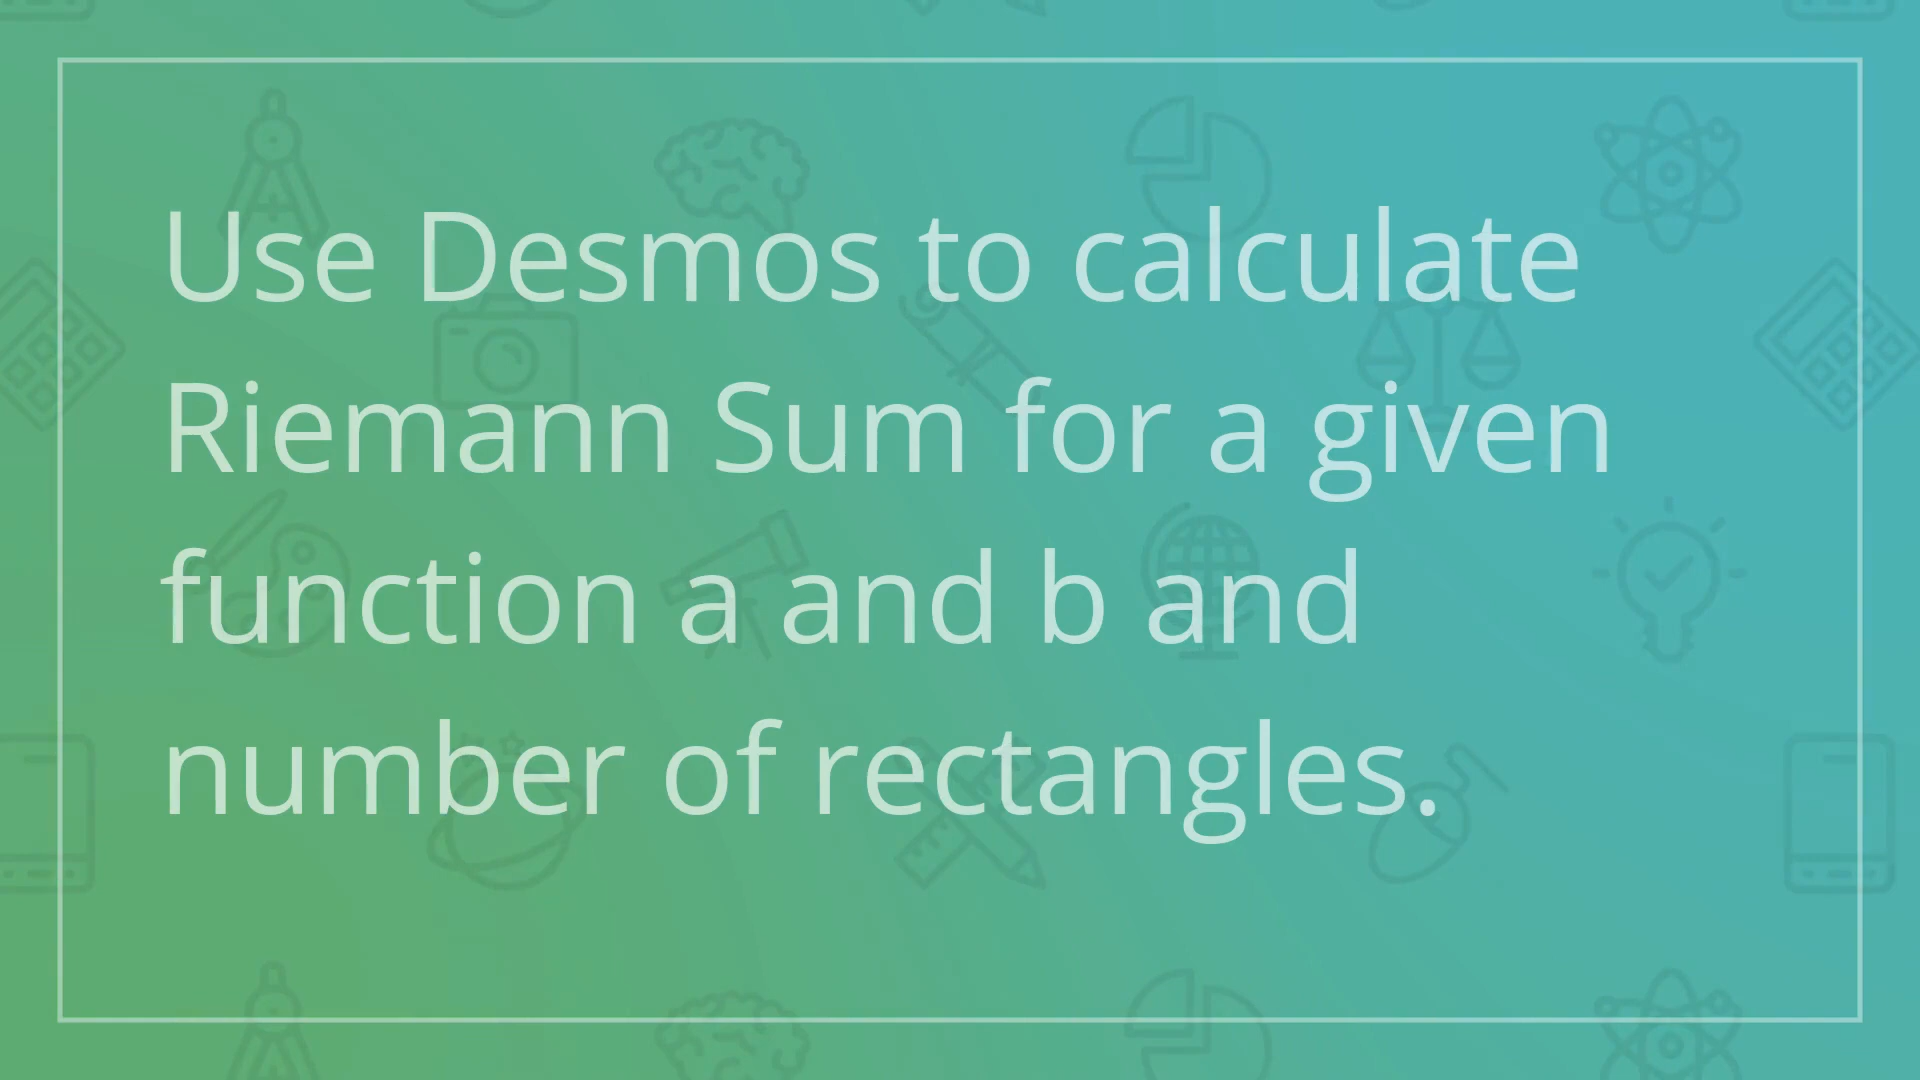 Use Desmos to calculate
Riemann Sum for a given
function a and b and
number of rectangles.